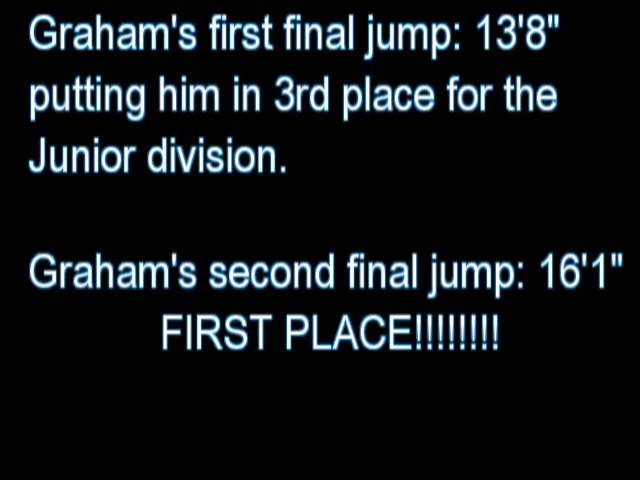 Graham's first final jump: 13'8"
putting him in 3rd place for the
Junior division.
Graham's second final jump: 16'1"
FIRST PLACE!!!!!!!!